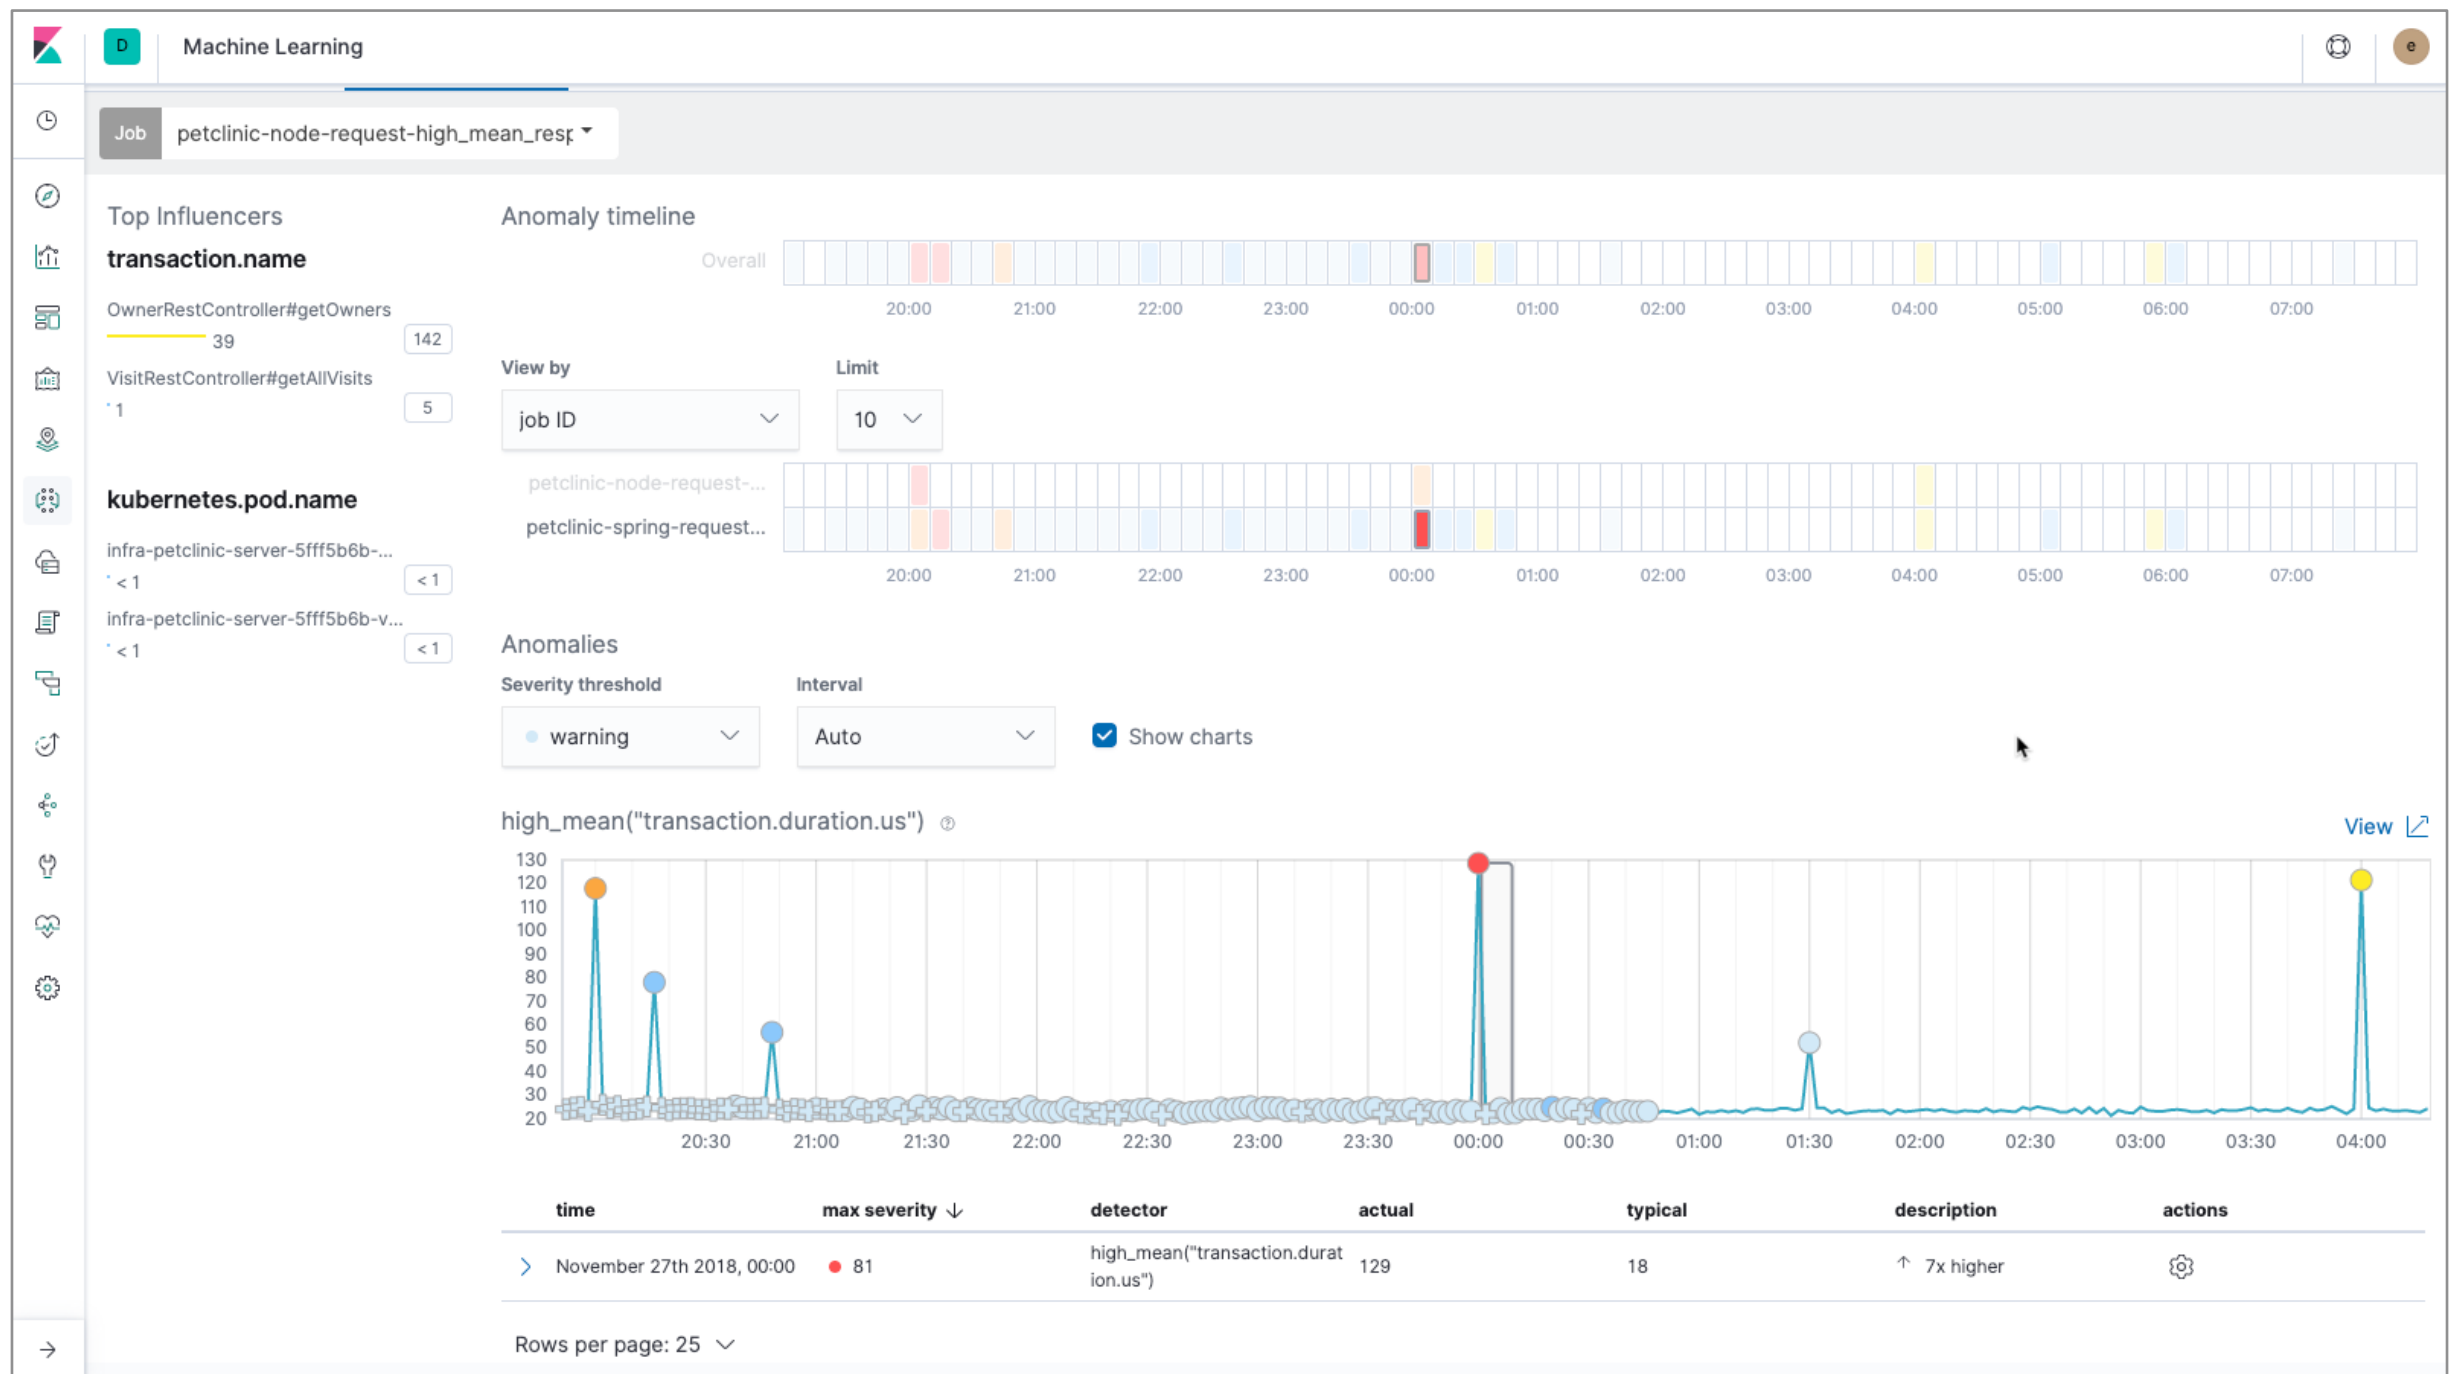 D Machine Learning e
Job petclinic-node-request-high_mean_resp
Top Influencers
transaction.name
OwnerRestController#getOwners
39 142
VisitRestController#getAllVisits
1 5
kubernetes.pod.name
infra-petclinic-server-5fff5b6b-...
< 1 < 1
infra-petclinic-server-5fff5b6b-v...
< 1 < 1
Anomaly timeline
Overall
20:00 21:00 22:00 23:00 00:00 01:00 02:00 03:00 04:00 05:00 06:00 07:00
View by Limit
job ID 10
petclinic-node-request-...
petclinic-spring-request...
20:00 21:00 22:00 23:00 00:00 01:00 02:00 03:00 04:00 05:00 06:00 07:00
Anomalies
Severity threshold Interval
warning Auto Show charts
high_mean("transaction.duration.us") View
130
120
110
100
90
80
70
60
50
40
30
20
20:30 21:00 21:30 22:00 22:30 23:00 23:30 00:00 00:30 01:00 01:30 02:00 02:30 03:00 03:30 04:00
time max severity detector actual typical description actions
November 27th 2018, 00:00 81 high_mean("transaction.durat 129 18 7x higher
ion.us")
Rows per page: 25